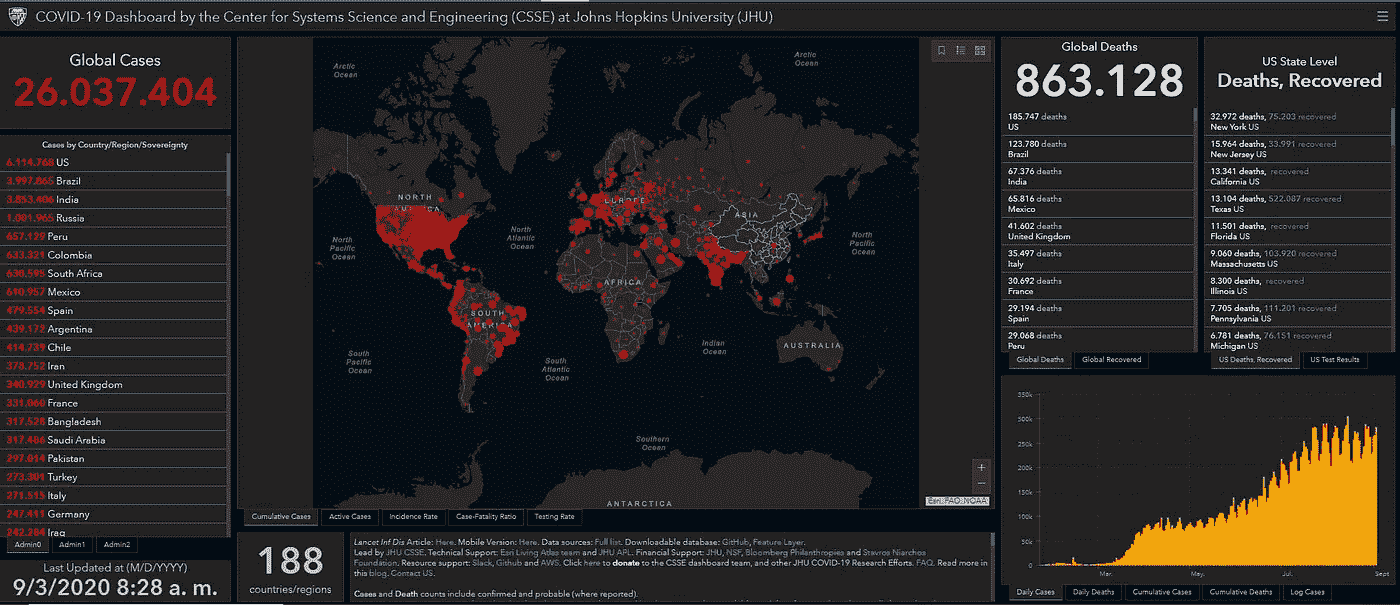 COVID-19 Dashboard by the Center for Systems Science and Engineering (CSSE) at Johns Hopkins University (JHU)
Global Cases
26.037.404
Cases by Country/Region/Sovereignty
6.114.768 US
3.997.865 Brazil
3.853.406 India
1.001.965 Russia
657.129 Peru
633.321 Colombia
630.595 South Africa
610.957 Mexico
479.554 Spain
439.172 Argentina
414.739 Chile
378.752 Iran
340.929 United Kingdom
331.060 France
317.528 Bangladesh
317.486 Saudi Arabia
297.014 Pakistan
273.301 Turkey
271.515 Italy
247.411 Germany
242.284 Iraq
Admin0 Admin1 Admin2
Last Updated at (M/D/YYYY)
9/3/2020 8:28 a. m.
Arctic
Ocean
Arctic
Ocean
NORTH
AMERICA
EUROPE
ASIA
North
Pacific
Ocean
North
Atlantic
Ocean
North
Pacific
Ocean
AFRICA
SOUTH
AMERICA
Indian
Ocean
AUSTRALIA
South
Pacific
Ocean
South
Atlantic
Ocean
Southern
Ocean
ANTARCTICA
+
−
Esri, FAO, NOAA
Cumulative Cases Active Cases Incidence Rate Case-Fatality Ratio Testing Rate
188
countries/regions
Lancet Inf Dis Article: Here. Mobile Version: Here. Data sources: Full list. Downloadable database: GitHub, Feature Layer.
Lead by JHU CSSE. Technical Support: Esri Living Atlas team and JHU APL. Financial Support: JHU, NSF, Bloomberg Philanthropies and Stavros Niarchos
Foundation. Resource support: Slack, Github and AWS. Click here to donate to the CSSE dashboard team, and other JHU COVID-19 Research Efforts. FAQ. Read more in
this blog. Contact US.
Cases and Death counts include confirmed and probable (where reported).
Global Deaths
863.128
185.747 deaths
US
123.780 deaths
Brazil
67.376 deaths
India
65.816 deaths
Mexico
41.602 deaths
United Kingdom
35.497 deaths
Italy
30.692 deaths
France
29.194 deaths
Spain
29.068 deaths
Peru
Global Deaths Global Recovered
US State Level
Deaths, Recovered
32.972 deaths, 75.203 recovered
New York US
15.964 deaths, 33.991 recovered
New Jersey US
13.341 deaths, recovered
California US
13.104 deaths, 522.087 recovered
Texas US
11.501 deaths, recovered
Florida US
9.060 deaths, 103.920 recovered
Massachusetts US
8.300 deaths, recovered
Illinois US
7.705 deaths, 111.201 recovered
Pennsylvania US
6.781 deaths, 76.151 recovered
Michigan US
US Deaths, Recovered US Test Results
350k
300k
250k
200k
150k
100k
50k
0
Mar. May. Jul. Sept
Daily Cases Daily Deaths Cumulative Cases Cumulative Deaths Log Cases